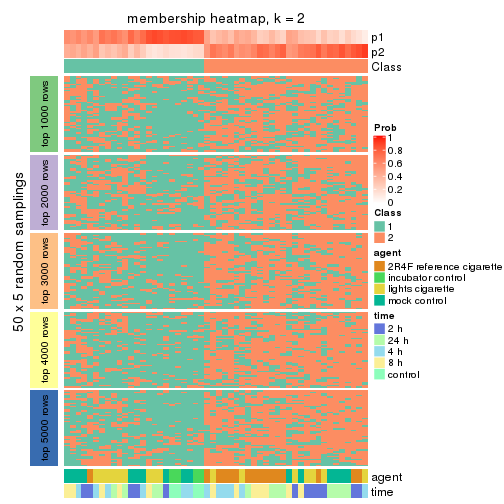 membership heatmap, k = 2
p1
p2
Class
50 x 5 random samplings
top 1000 rows
top 2000 rows
top 3000 rows
top 4000 rows
top 5000 rows
agent
time
Prob
1
0.8
0.6
0.4
0.2
0
Class
1
2
agent
2R4F reference cigarette
incubator control
lights cigarette
mock control
time
2 h
24 h
4 h
8 h
control